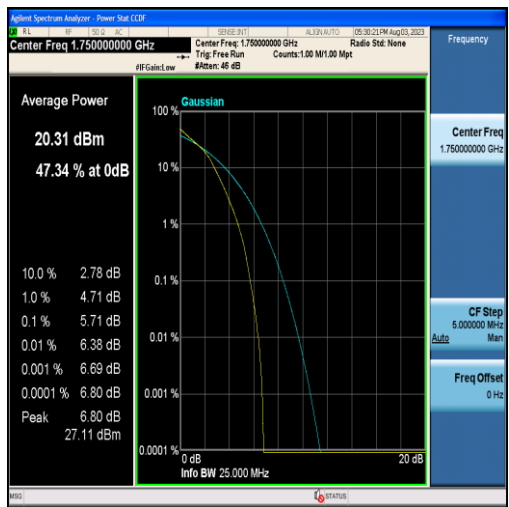 Agilent Spectrum Analyzer - Power Stat CCDF
RL RF 50 Ω AC SENSE:INT ALIGN AUTO 05:30:21 PM Aug 03, 2023
Center Freq 1.750000000 GHz
Center Freq: 1.750000000 GHz Radio Std: None
Trig: Free Run Counts:1.00 M/1.00 Mpt
#IFGain:Low #Atten: 46 dB
Frequency
Average Power
20.31 dBm
47.34 % at 0dB
10.0 % 2.78 dB
1.0 % 4.71 dB
0.1 % 5.71 dB
0.01 % 6.38 dB
0.001 % 6.69 dB
0.0001 % 6.80 dB
Peak 6.80 dB
27.11 dBm
Gaussian
100 %
10 %
1 %
0.1 %
0.01 %
0.001 %
0.0001 %
0 dB 20 dB
Info BW 25.000 MHz
Center Freq
1.750000000 GHz
CF Step
5.000000 MHz
Auto Man
Freq Offset
0 Hz
MSG STATUS